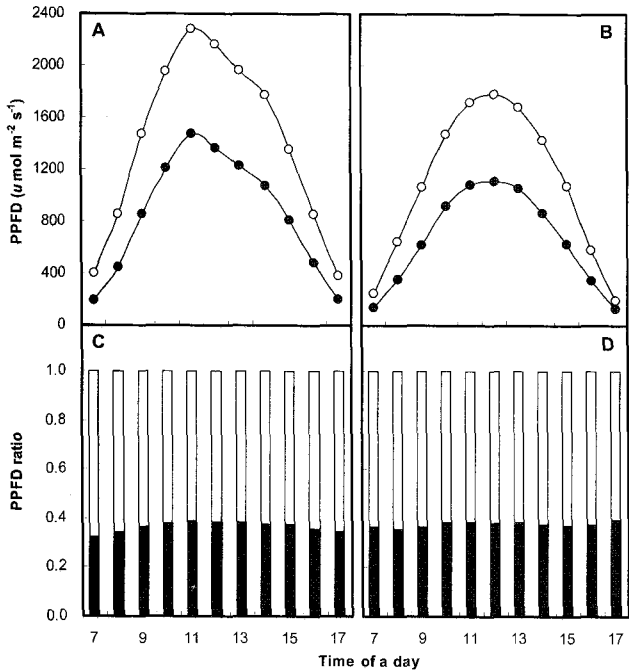 2400
2000
1600
1200
800
400
0
PPFD (umol m⁻² s⁻¹)
A
B
1.0
0.8
0.6
0.4
0.2
0.0
PPFD ratio
C
D
7 9 11 13 15 17 7 9 11 13 15 17
Time of a day